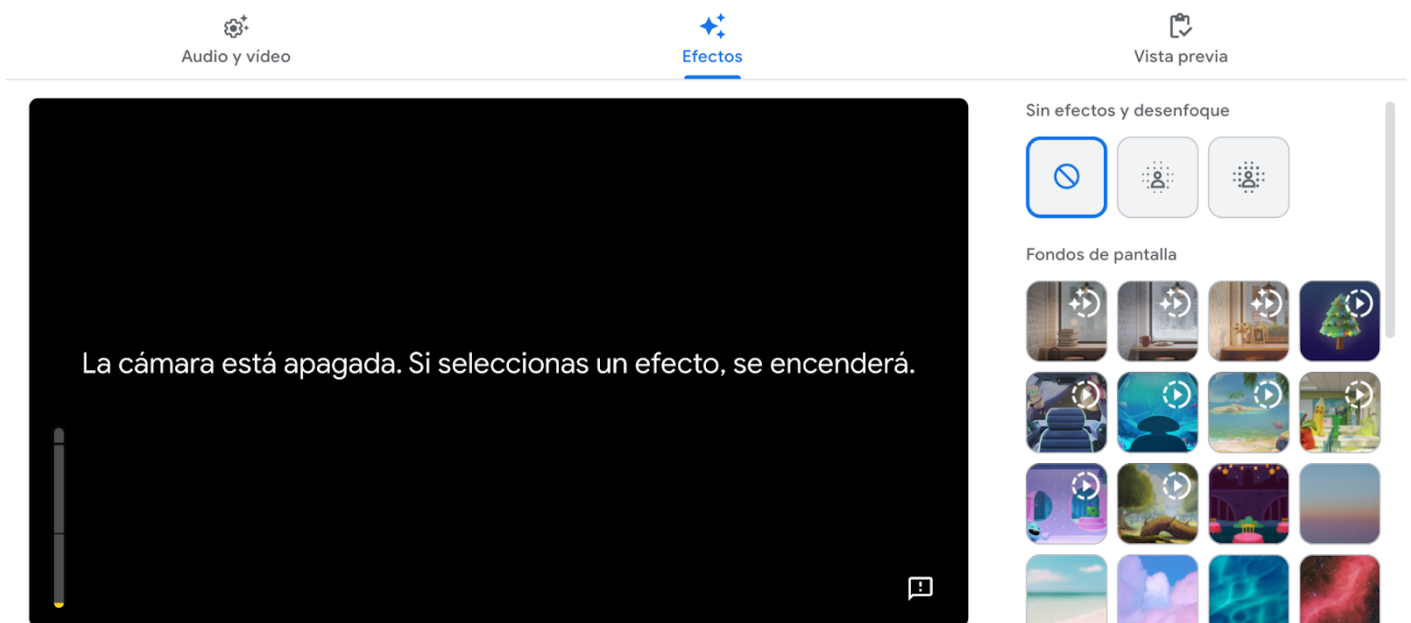 Audio y vídeo
Efectos
Vista previa
Sin efectos y desenfoque
Fondos de pantalla
La cámara está apagada. Si seleccionas un efecto, se encenderá.